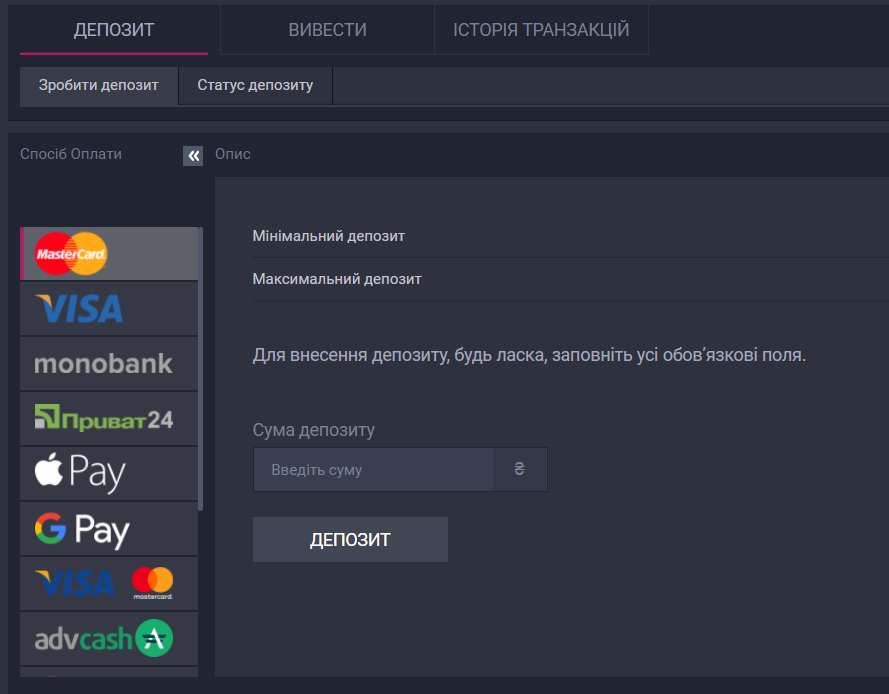 ДЕПОЗИТ
ВИВЕСТИ
ІСТОРІЯ ТРАНЗАКЦІЙ
Зробити депозит
Статус депозиту
Спосіб Оплати
«
Опис
MasterCard
VISA
monobank
Приват24
Pay
G Pay
VISA mastercard.
advcash
Мінімальний депозит
Максимальний депозит
Для внесення депозиту, будь ласка, заповніть усі обов’язкові поля.
Сума депозиту
Введіть суму
₴
ДЕПОЗИТ